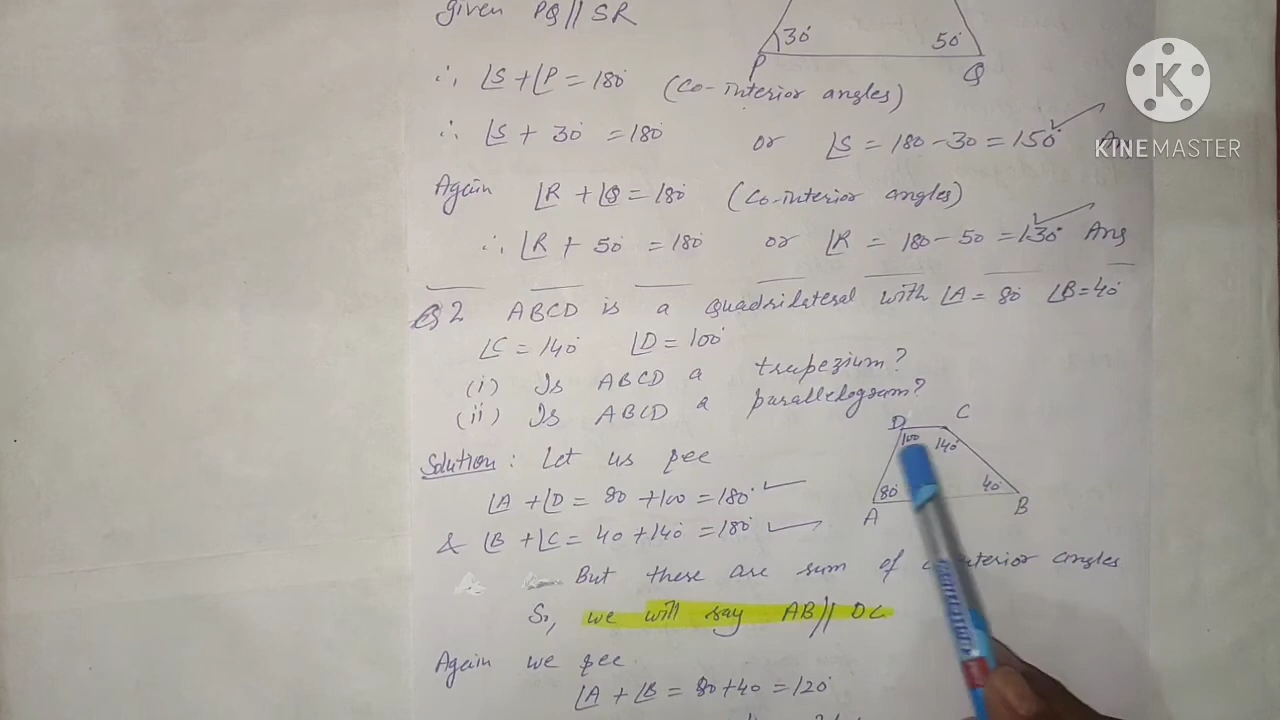 given PQ // SR
30° 50°
P Q
∴ ∠S + ∠P = 180° (Co-interior angles)
∴ ∠S + 30° = 180° or ∠S = 180 - 30 = 150°
K
KINEMASTER
Again ∠R + ∠Q = 180° (Co-interior angles)
∴ ∠R + 50° = 180° or ∠R = 180 - 50 = 130° Ans
Q2 ABCD is a quadrilateral with ∠A = 80° ∠B = 40°
∠C = 140° ∠D = 100°
(i) Is ABCD a trapezium?
(ii) Is ABCD a parallelogram?
D C
100 140°
80° 40°
A B
Solution: Let us see
∠A + ∠D = 80 + 100 = 180°
& ∠B + ∠C = 40 + 140° = 180°
But these are sum of angles
So, we will say AB // DC
Again we see
∠A + ∠B = 80 + 40 = 120°